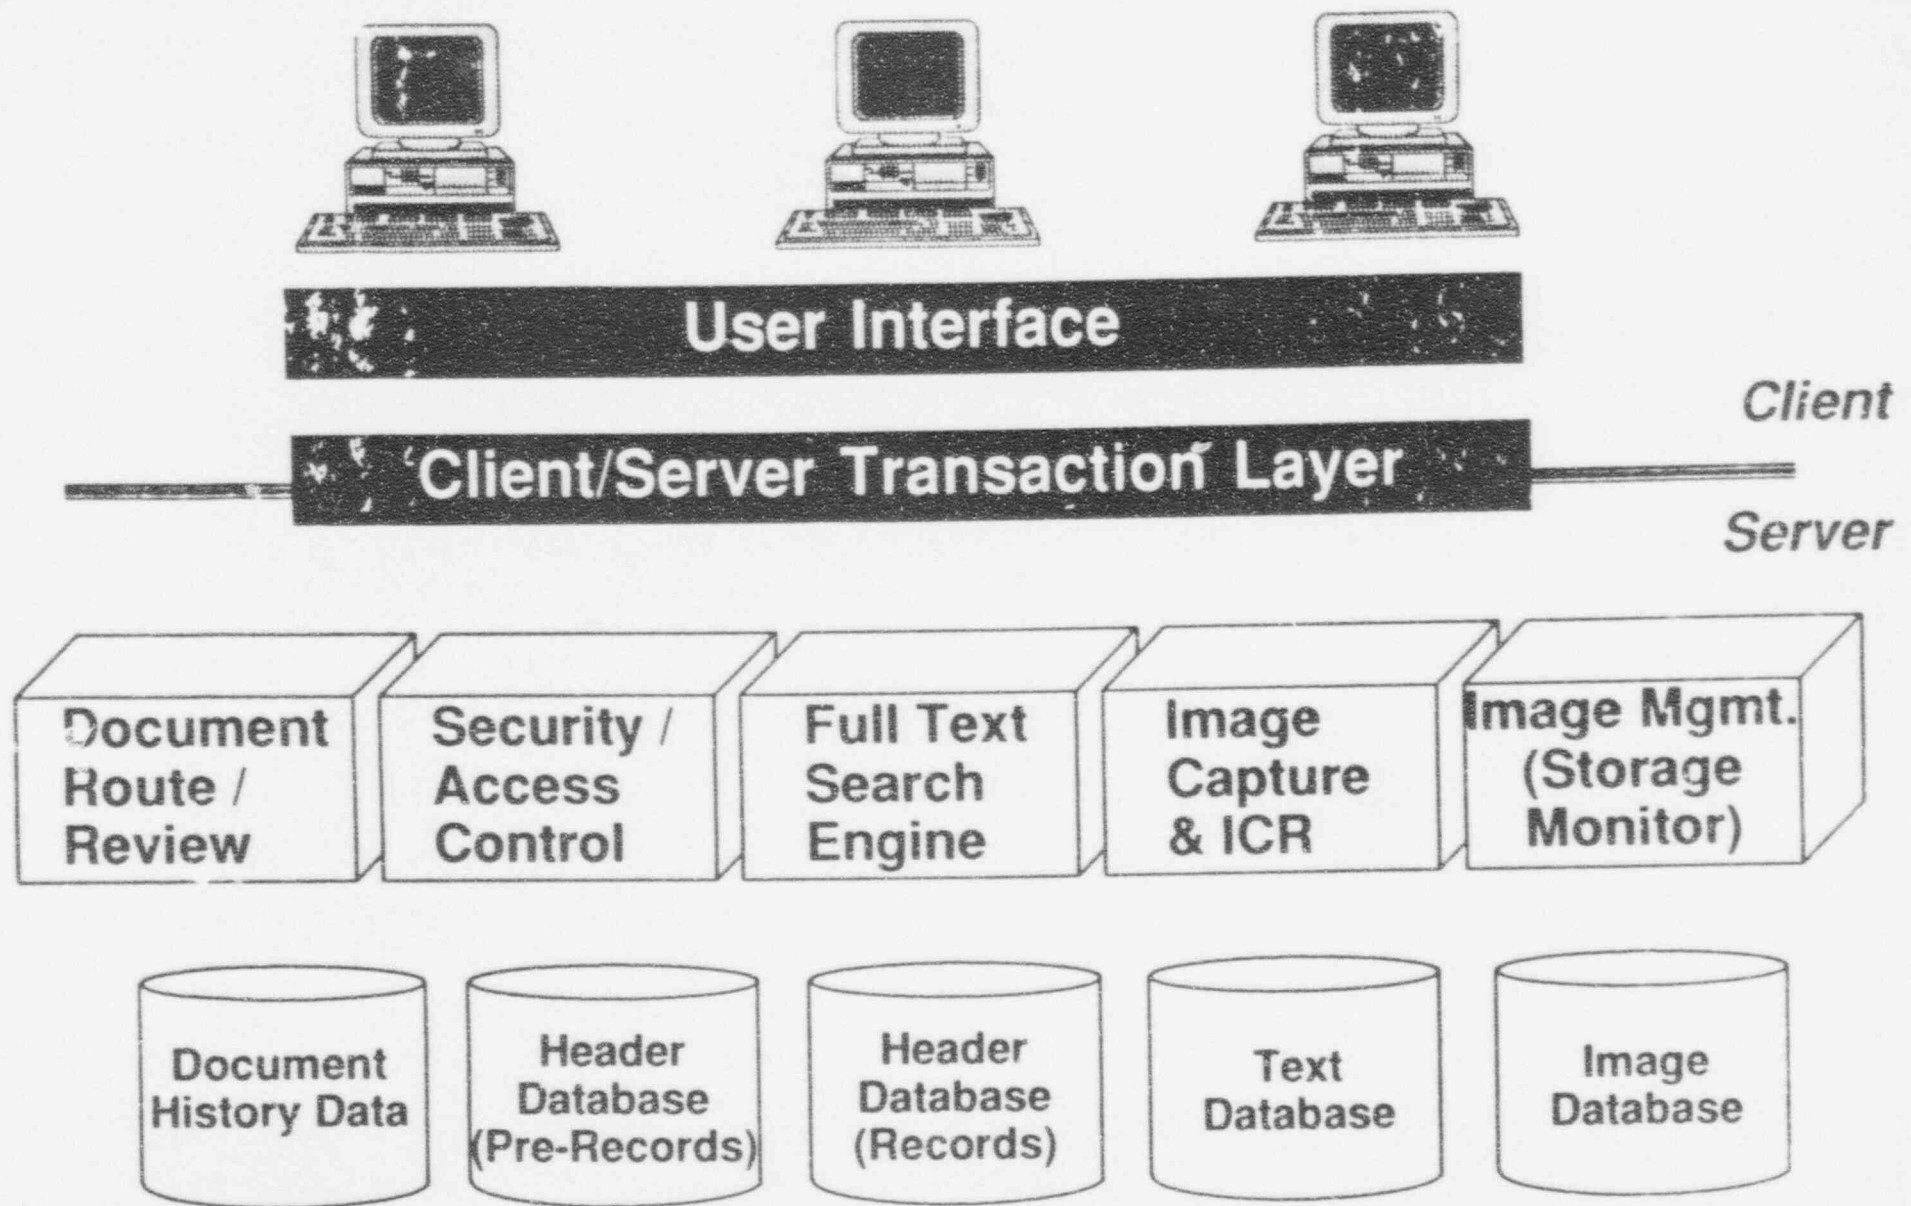 User Interface
Client
Client/Server Transaction Layer
Server
Document
Route /
Review
Security /
Access
Control
Full Text
Search
Engine
Image
Capture
& ICR
Image Mgmt.
(Storage
Monitor)
Document
History Data
Header
Database
(Pre-Records)
Header
Database
(Records)
Text
Database
Image
Database